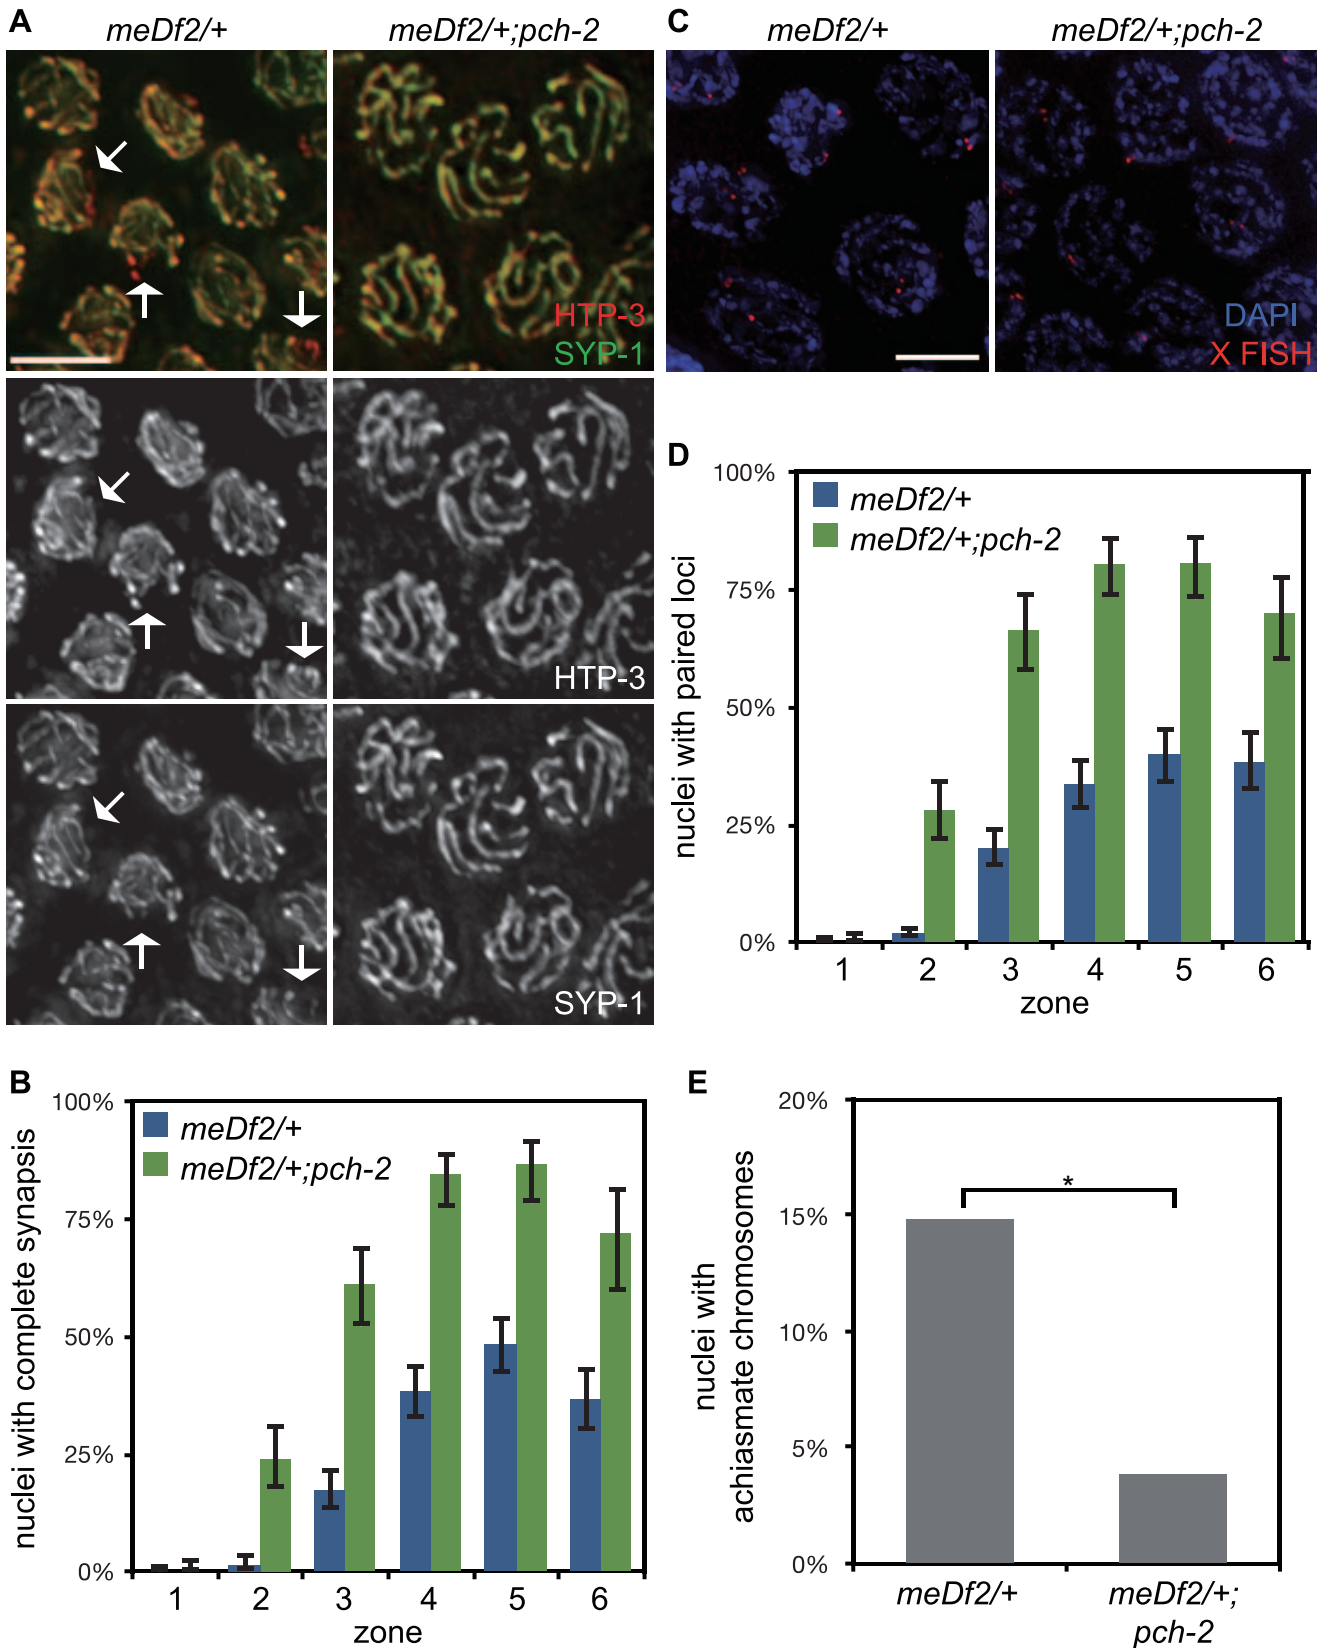 A
meDf2/+
meDf2/+;pch-2
HTP-3
SYP-1
HTP-3
SYP-1
B
100%
75%
50%
25%
0%
nuclei with complete synapsis
meDf2/+
meDf2/+;pch-2
1 2 3 4 5 6
zone
C
meDf2/+
meDf2/+;pch-2
DAPI
X FISH
D
100%
75%
50%
25%
0%
nuclei with paired loci
meDf2/+
meDf2/+;pch-2
1 2 3 4 5 6
zone
E
20%
15%
10%
5%
0%
nuclei with
achiasmate chromosomes
*
meDf2/+
meDf2/+;
pch-2